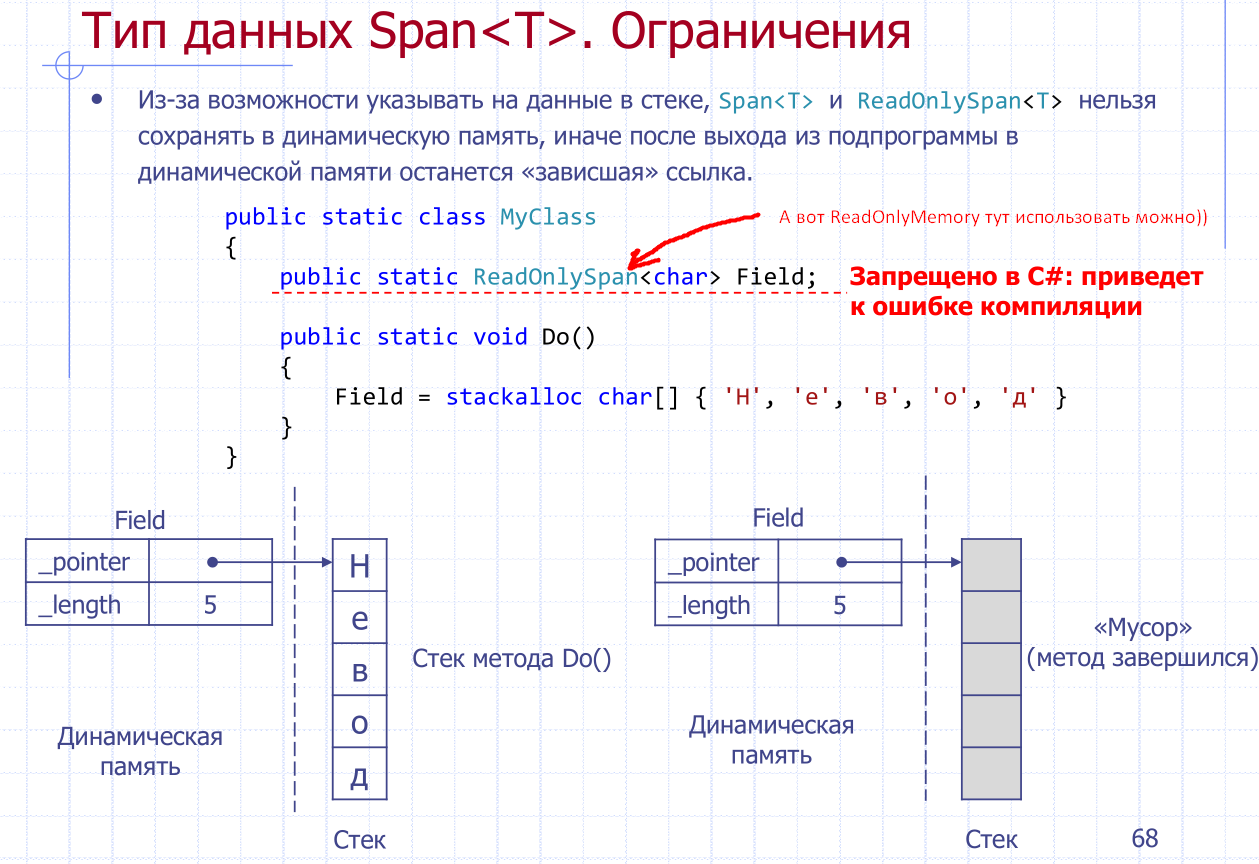 Тип данных Span<T>. Ограничения
• Из-за возможности указывать на данные в стеке, Span<T> и ReadOnlySpan<T> нельзя
сохранять в динамическую память, иначе после выхода из подпрограммы в
динамической памяти останется «зависшая» ссылка.
public static class MyClass
А вот ReadOnlyMemory тут использовать можно))
{
public static ReadOnlySpan<char> Field;
Запрещено в C#: приведет
к ошибке компиляции
public static void Do()
{
Field = stackalloc char[] { 'Н', 'е', 'в', 'о', 'д' }
}
}
Field
_pointer
_length 5
Н
е
в
о
д
Стек метода Do()
Динамическая
память
Стек
Field
_pointer
_length 5
«Мусор»
(метод завершился)
Динамическая
память
Стек
68